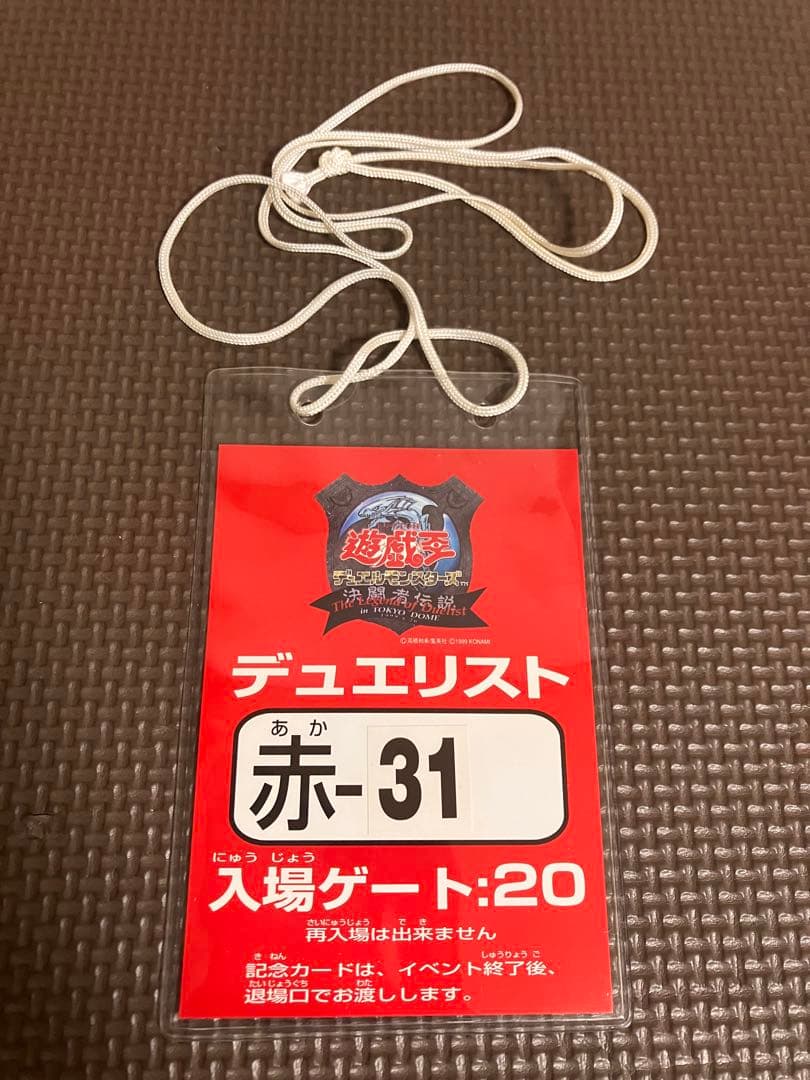 遊戯王
デュエルモンスターズ™
決闘者伝説
The Legend of Duelist
in TOKYO DOME
©高橋和希/集英社 ©1999 KONAMI
デュエリスト
あか
赤-31
にゅう じょう
入場ゲート:20
さいにゅうじょう で き
再入場は出来ません
き ねん しゅうりょう ご
記念カードは、イベント終了後、
たいじょうぐち わた
退場口でお渡しします。